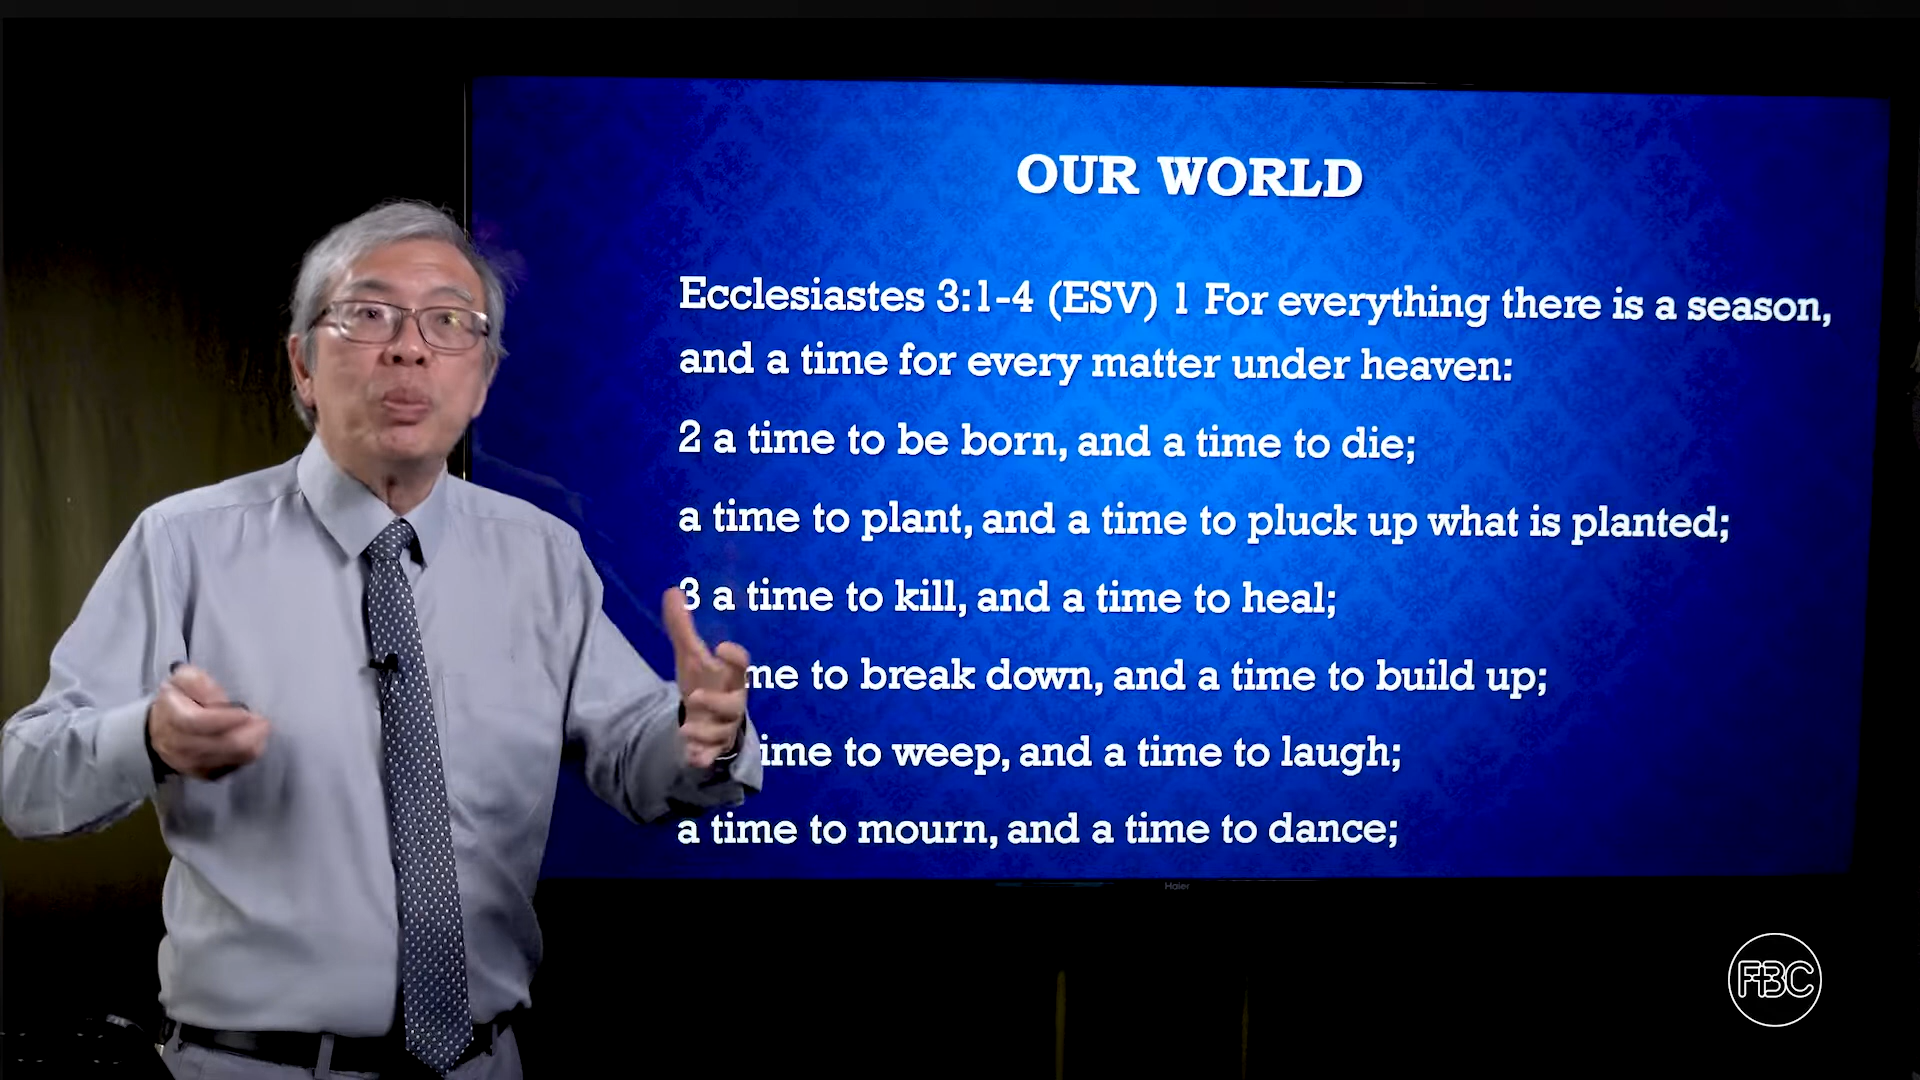 OUR WORLD
Ecclesiastes 3:1-4 (ESV) 1 For everything there is a season,
and a time for every matter under heaven:
2 a time to be born, and a time to die;
a time to plant, and a time to pluck up what is planted;
3 a time to kill, and a time to heal;
to break down, and a time to build up;
to weep, and a time to laugh;
a time to mourn, and a time to dance;
Haier
FBC